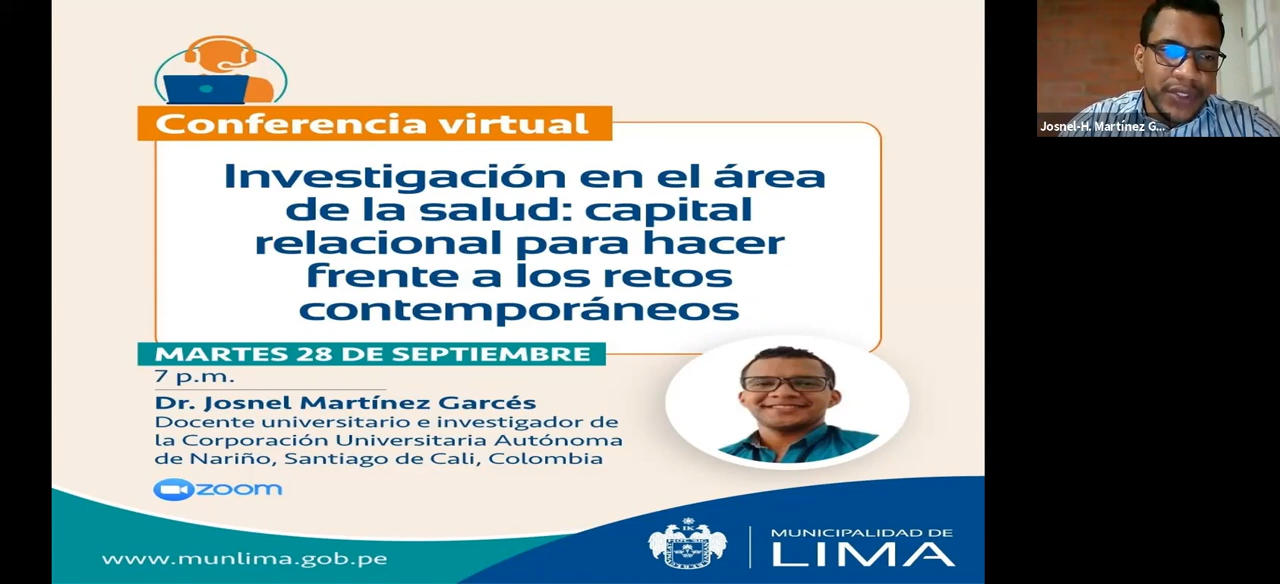 Conferencia virtual
Investigación en el área
de la salud: capital
relacional para hacer
frente a los retos
contemporáneos
MARTES 28 DE SEPTIEMBRE
7 p.m.
Dr. Josnel Martínez Garcés
Docente universitario e investigador de
la Corporación Universitaria Autónoma
de Nariño, Santiago de Cali, Colombia
zoom
www.munlima.gob.pe
MUNICIPALIDAD DE
LIMA
Josnel-H. Martínez G...